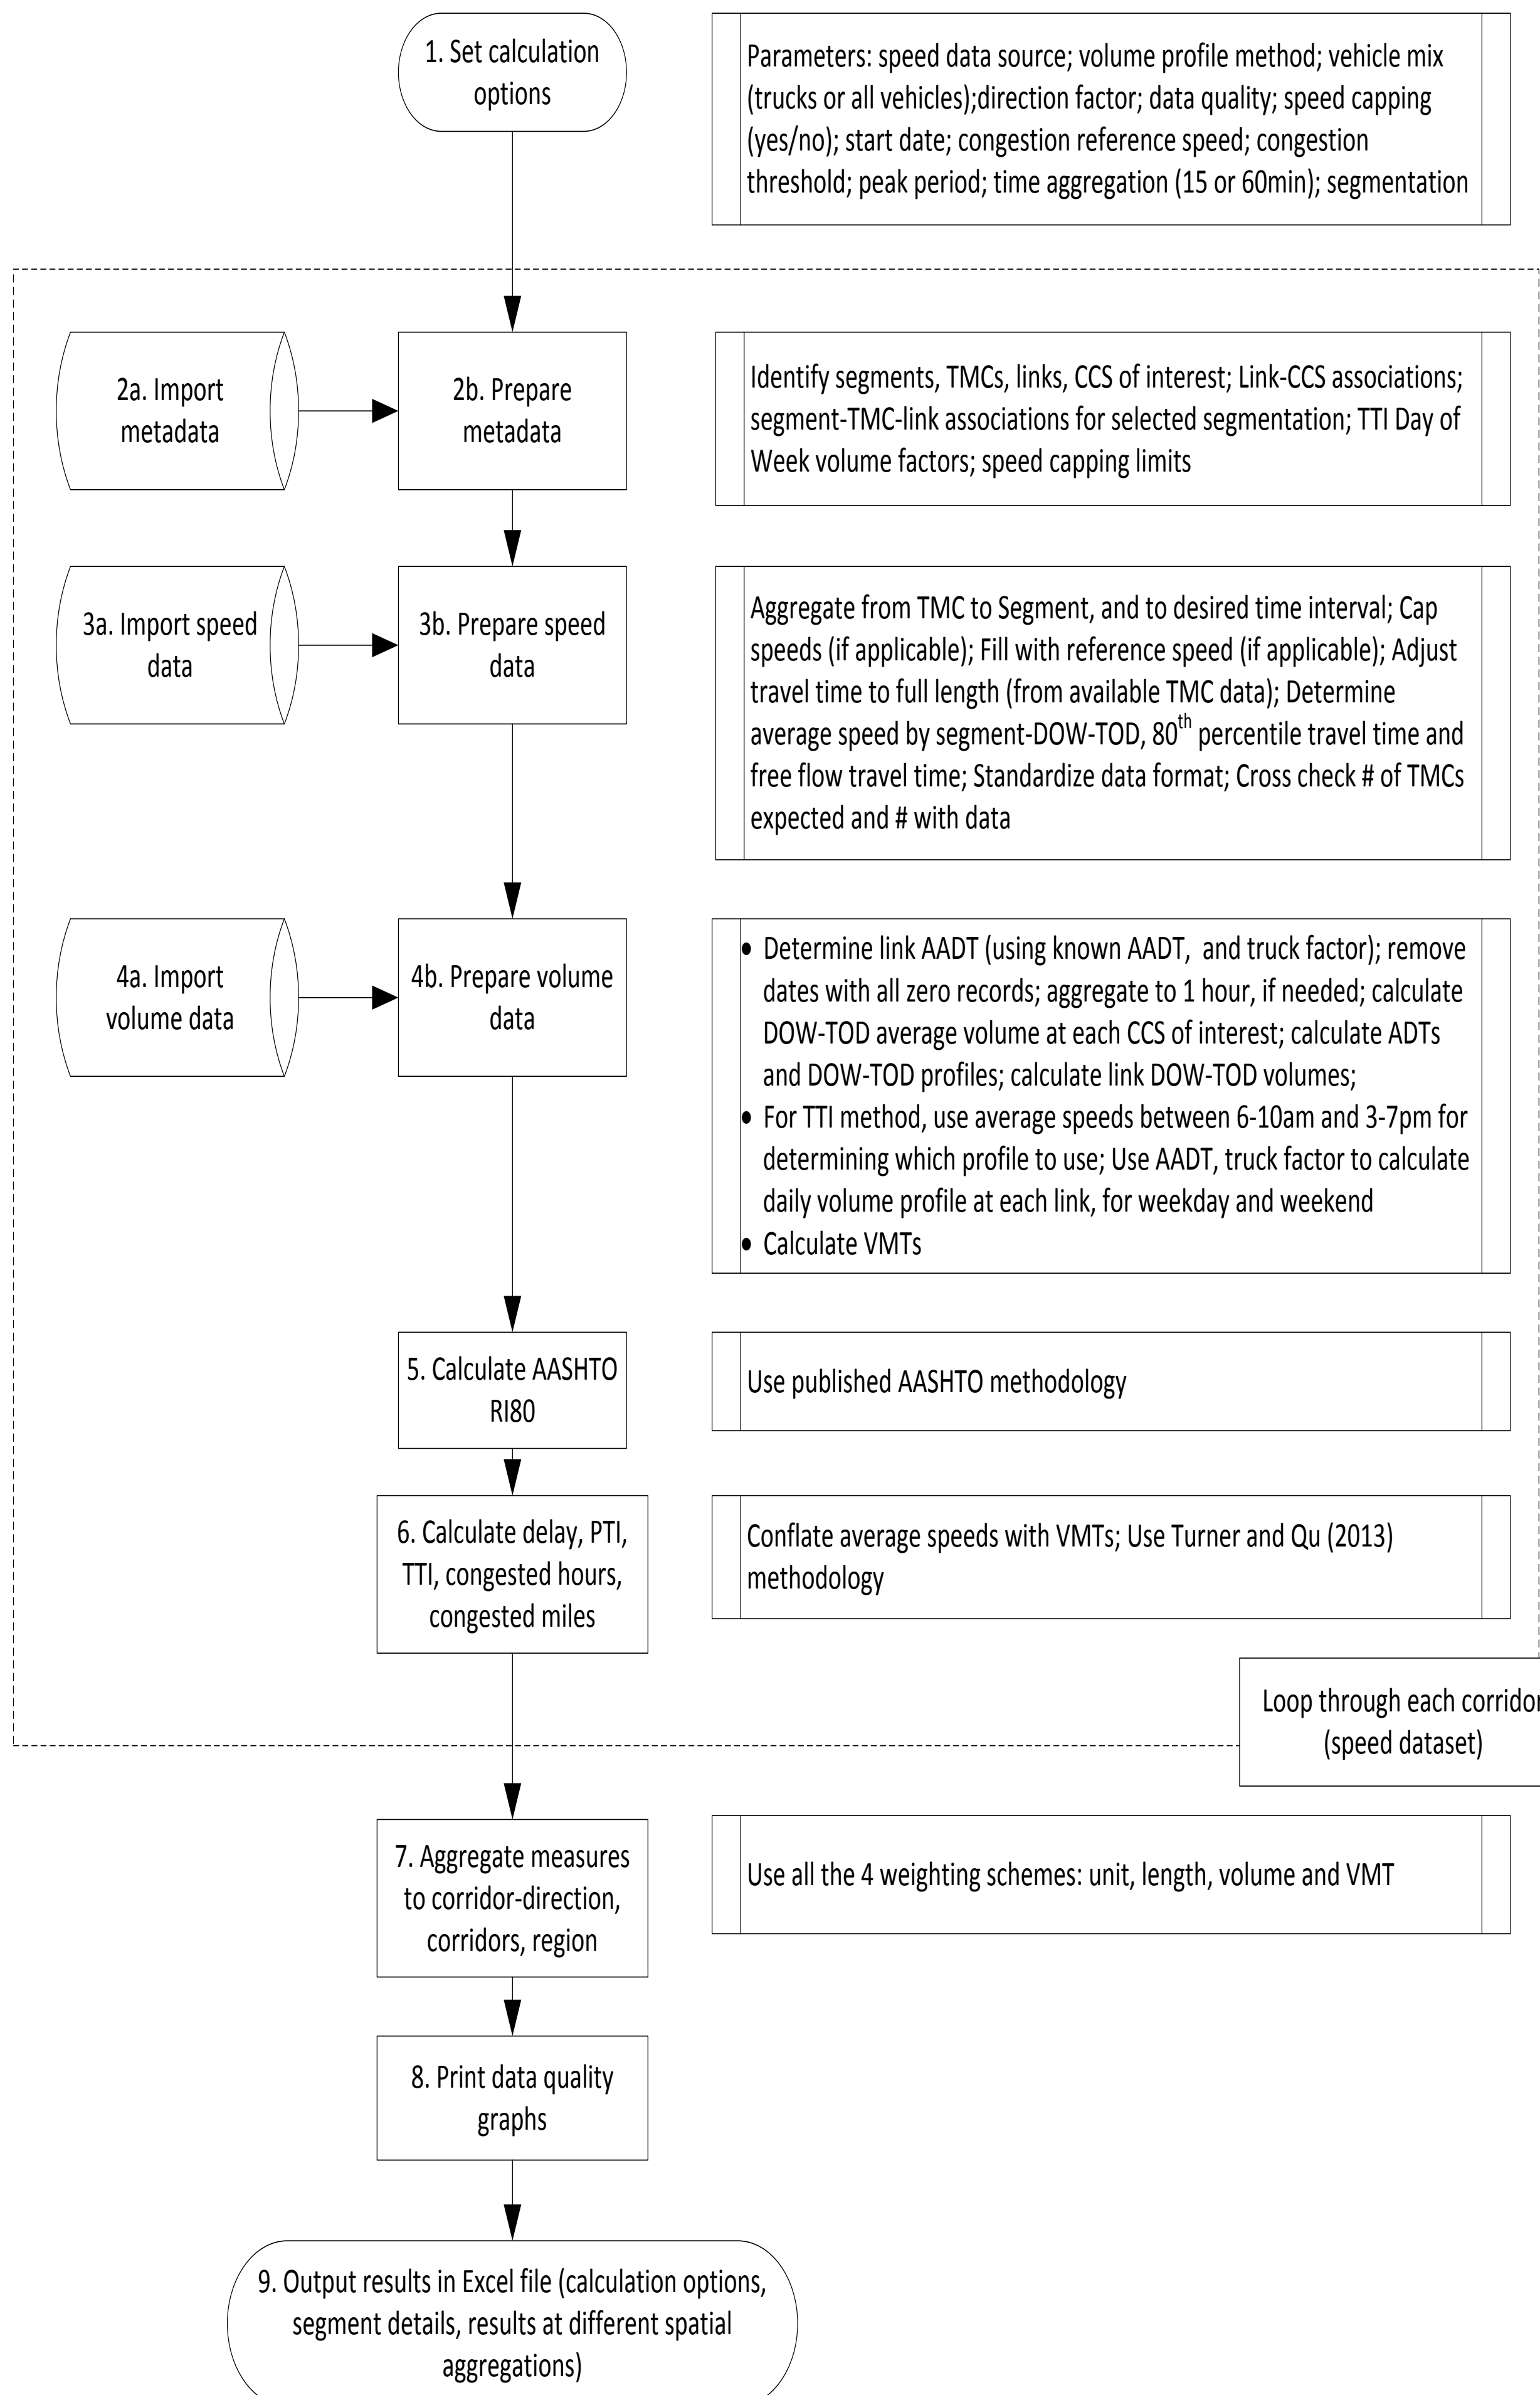 1. Set calculation
options
Parameters: speed data source; volume profile method; vehicle mix
(trucks or all vehicles);direction factor; data quality; speed capping
(yes/no); start date; congestion reference speed; congestion
threshold; peak period; time aggregation (15 or 60min); segmentation
2a. Import
metadata
2b. Prepare
metadata
Identify segments, TMCs, links, CCS of interest; Link-CCS associations;
segment-TMC-link associations for selected segmentation; TTI Day of
Week volume factors; speed capping limits
3a. Import speed
data
3b. Prepare speed
data
Aggregate from TMC to Segment, and to desired time interval; Cap
speeds (if applicable); Fill with reference speed (if applicable); Adjust
travel time to full length (from available TMC data); Determine
average speed by segment-DOW-TOD, 80th percentile travel time and
free flow travel time; Standardize data format; Cross check # of TMCs
expected and # with data
4a. Import
volume data
4b. Prepare volume
data
• Determine link AADT (using known AADT, and truck factor); remove
dates with all zero records; aggregate to 1 hour, if needed; calculate
DOW-TOD average volume at each CCS of interest; calculate ADTs
and DOW-TOD profiles; calculate link DOW-TOD volumes;
• For TTI method, use average speeds between 6-10am and 3-7pm for
determining which profile to use; Use AADT, truck factor to calculate
daily volume profile at each link, for weekday and weekend
• Calculate VMTs
5. Calculate AASHTO
RI80
Use published AASHTO methodology
6. Calculate delay, PTI,
TTI, congested hours,
congested miles
Conflate average speeds with VMTs; Use Turner and Qu (2013)
methodology
Loop through each corridor
(speed dataset)
7. Aggregate measures
to corridor-direction,
corridors, region
Use all the 4 weighting schemes: unit, length, volume and VMT
8. Print data quality
graphs
9. Output results in Excel file (calculation options,
segment details, results at different spatial
aggregations)